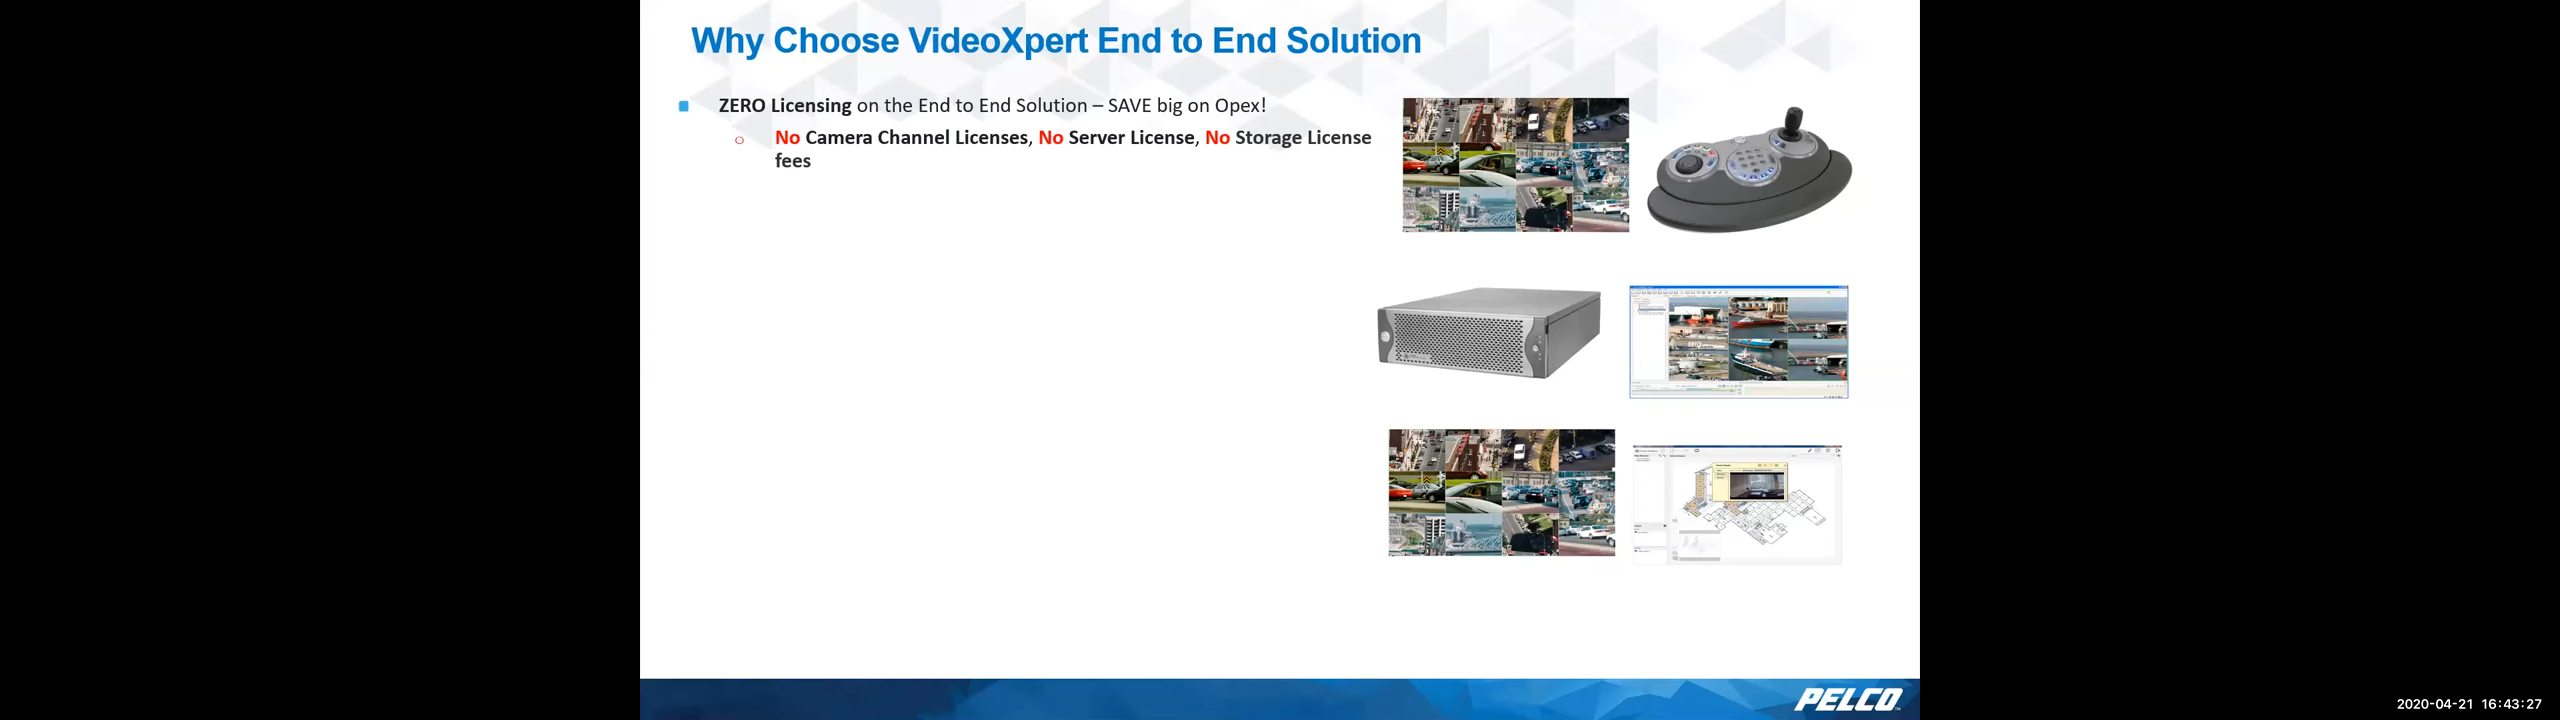 Why Choose VideoXpert End to End Solution
ZERO Licensing on the End to End Solution – SAVE big on Opex!
No Camera Channel Licenses, No Server License, No Storage License
fees
PELCO
2020-04-21 16:43:27